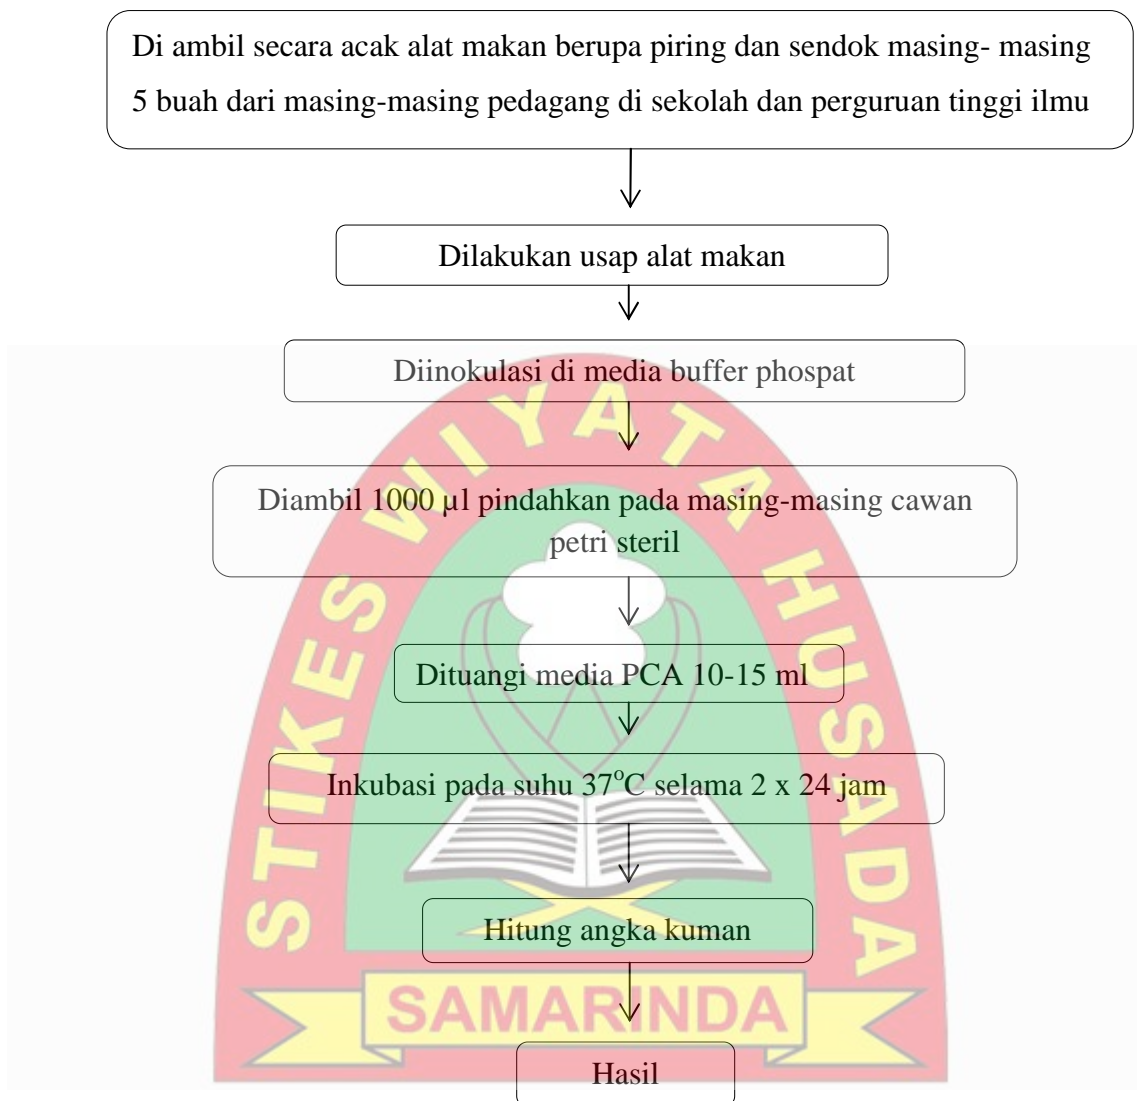 Di ambil secara acak alat makan berupa piring dan sendok masing- masing
5 buah dari masing-masing pedagang di sekolah dan perguruan tinggi ilmu
Dilakukan usap alat makan
Diinokulasi di media buffer phospat
Diambil 1000 µl pindahkan pada masing-masing cawan
petri steril
Dituangi media PCA 10-15 ml
Inkubasi pada suhu 37°C selama 2 x 24 jam
Hitung angka kuman
Hasil
STIKES WIYATA HUSADA
SAMARINDA